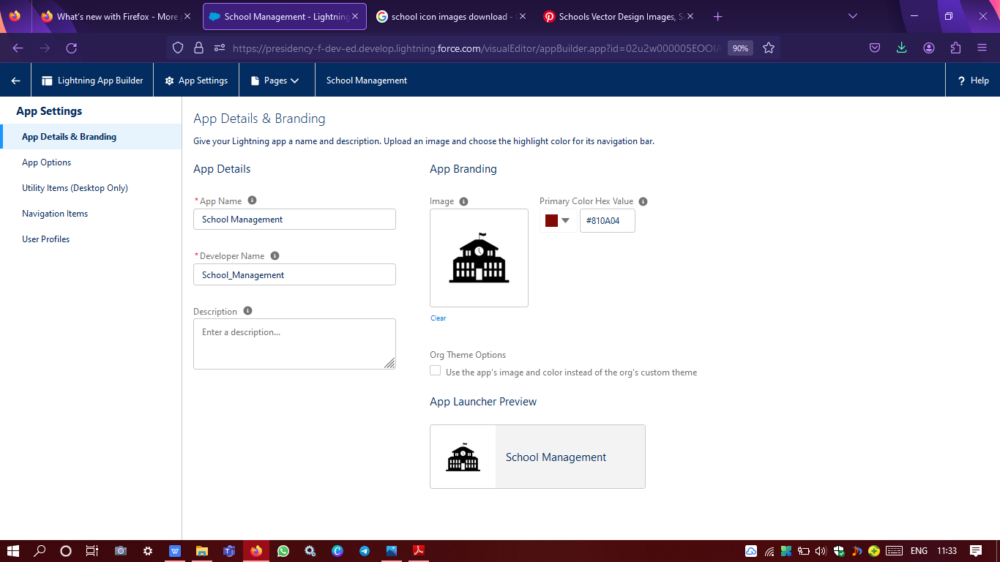 What's new with Firefox - More
School Management - Lightning
school icon images download -
Schools Vector Design Images, S
https://presidency-f-dev-ed.develop.lightning.force.com/visualEditor/appBuilder.app?id=02u2w000005EOOIA
90%
Lightning App Builder
App Settings
Pages
School Management
? Help
App Settings
App Details & Branding
App Options
Utility Items (Desktop Only)
Navigation Items
User Profiles
App Details & Branding
Give your Lightning app a name and description. Upload an image and choose the highlight color for its navigation bar.
App Details
App Branding
*App Name
School Management
*Developer Name
School_Management
Description
Enter a description...
Image
Primary Color Hex Value
#810A04
Clear
Org Theme Options
Use the app's image and color instead of the org's custom theme
App Launcher Preview
School Management
ENG
11:33